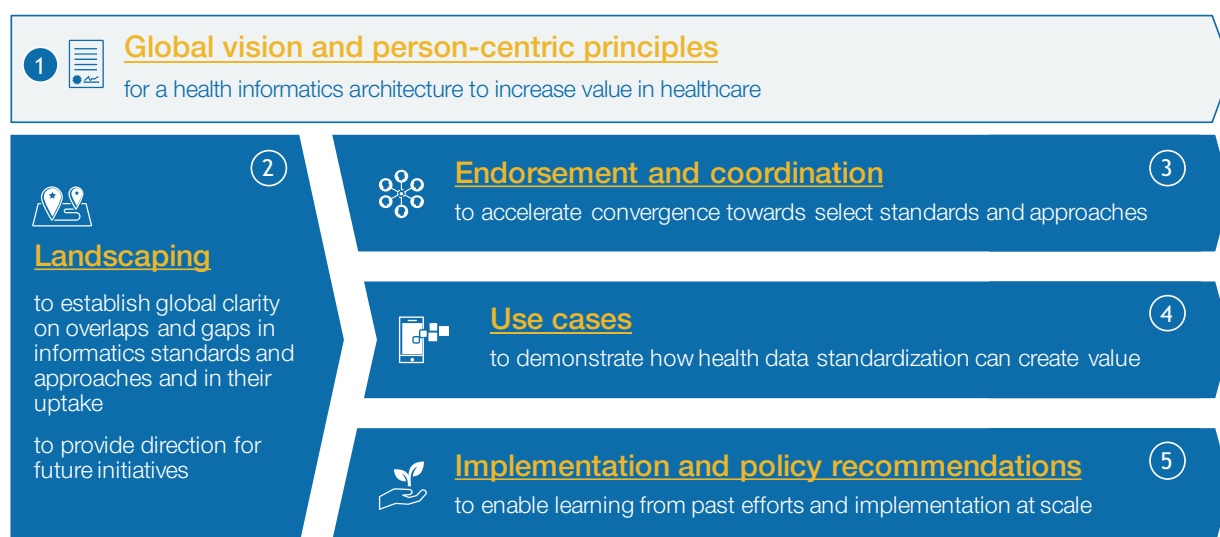 1
Global vision and person-centric principles
for a health informatics architecture to increase value in healthcare
2
Landscaping
to establish global clarity
on overlaps and gaps in
informatics standards and
approaches and in their
uptake
to provide direction for
future initiatives
3
Endorsement and coordination
to accelerate convergence towards select standards and approaches
4
Use cases
to demonstrate how health data standardization can create value
5
Implementation and policy recommendations
to enable learning from past efforts and implementation at scale